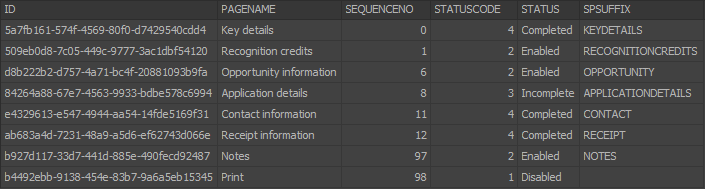 ID PAGENAME SEQUENCENO STATUSCODE STATUS SPSUFFIX
5a7fb161-574f-4569-80f0-d7429540cdd4 Key details 0 4 Completed KEYDETAILS
509eb0d8-7c05-449c-9777-3ac1dbf54120 Recognition credits 1 2 Enabled RECOGNITIONCREDITS
d8b222b2-d757-4a71-bc4f-20881093b9fa Opportunity information 6 2 Enabled OPPORTUNITY
84264a88-67e7-4563-9933-bdbe578c6994 Application details 8 3 Incomplete APPLICATIONDETAILS
e4329613-e547-4944-aa54-14fde5169f31 Contact information 11 4 Completed CONTACT
ab683a4d-7231-48a9-a5d6-ef62743d066e Receipt information 12 4 Completed RECEIPT
b927d117-33d7-441d-885e-490fecd92487 Notes 97 2 Enabled NOTES
b4492ebb-9138-454e-83b7-9a6a5eb15345 Print 98 1 Disabled